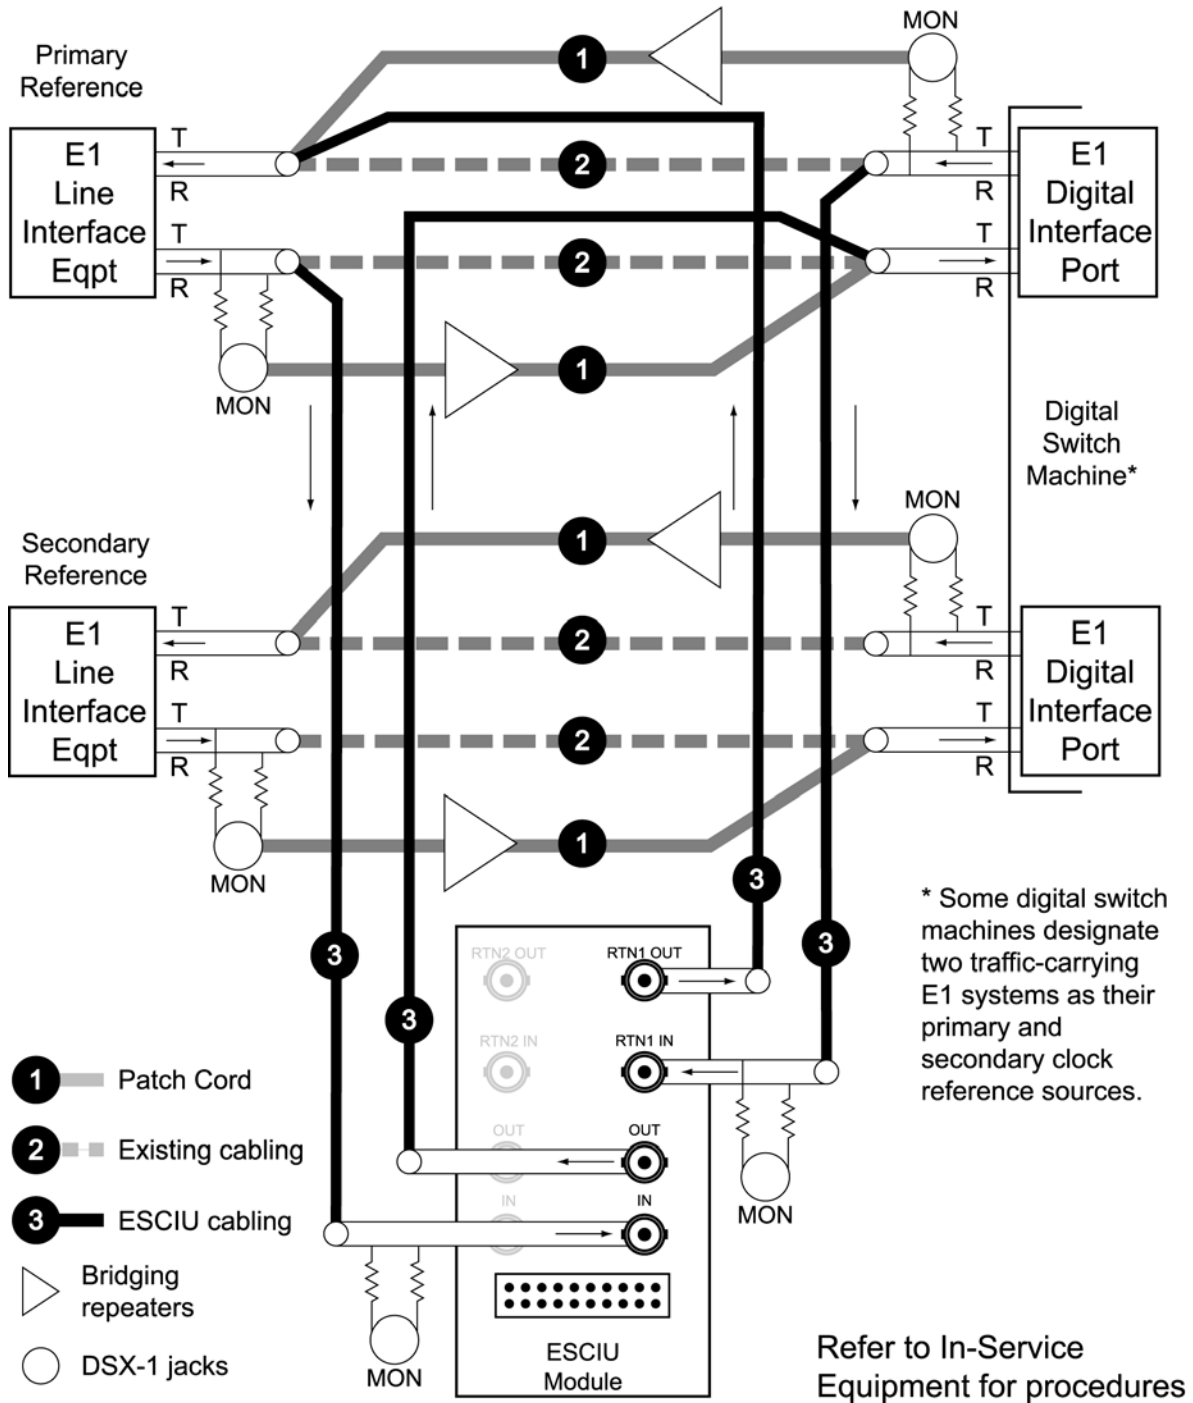 MON
1
Primary
Reference
T
R
T
R
E1
Line
Interface
Eqpt
2
2
T
R
T
R
E1
Digital
Interface
Port
1
MON
Digital
Switch
Machine*
MON
1
Secondary
Reference
T
R
T
R
E1
Line
Interface
Eqpt
2
2
T
R
T
R
E1
Digital
Interface
Port
1
MON
3
3
3
3
* Some digital switch
machines designate
two traffic-carrying
E1 systems as their
primary and
secondary clock
reference sources.
RTN2 OUT
RTN1 OUT
RTN2 IN
RTN1 IN
OUT
OUT
IN
IN
MON
MON
ESCIU
Module
1 Patch Cord
2 Existing cabling
3 ESCIU cabling
Bridging
repeaters
DSX-1 jacks
Refer to In-Service
Equipment for procedures